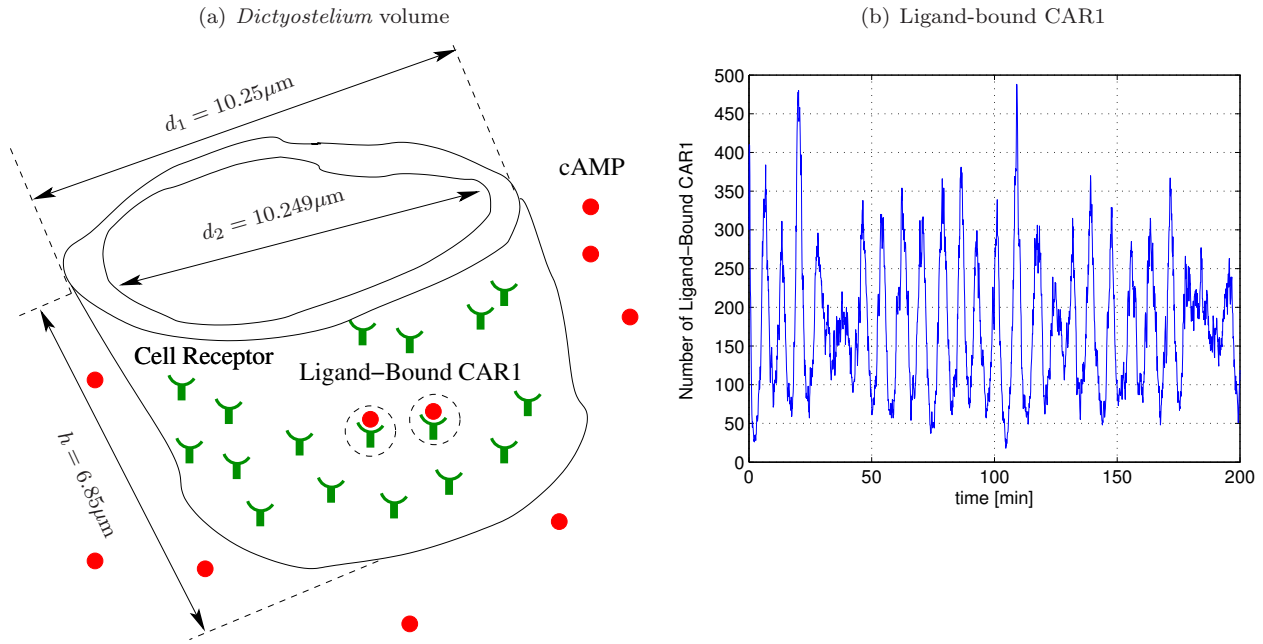 (a) Dictyostelium volume
d₁ = 10.25μm
d₂ = 10.249μm
cAMP
Cell Receptor
Ligand−Bound CAR1
h = 6.85μm
(b) Ligand-bound CAR1
Number of Ligand−Bound CAR1
500
450
400
350
300
250
200
150
100
50
0
0 50 100 150 200
time [min]